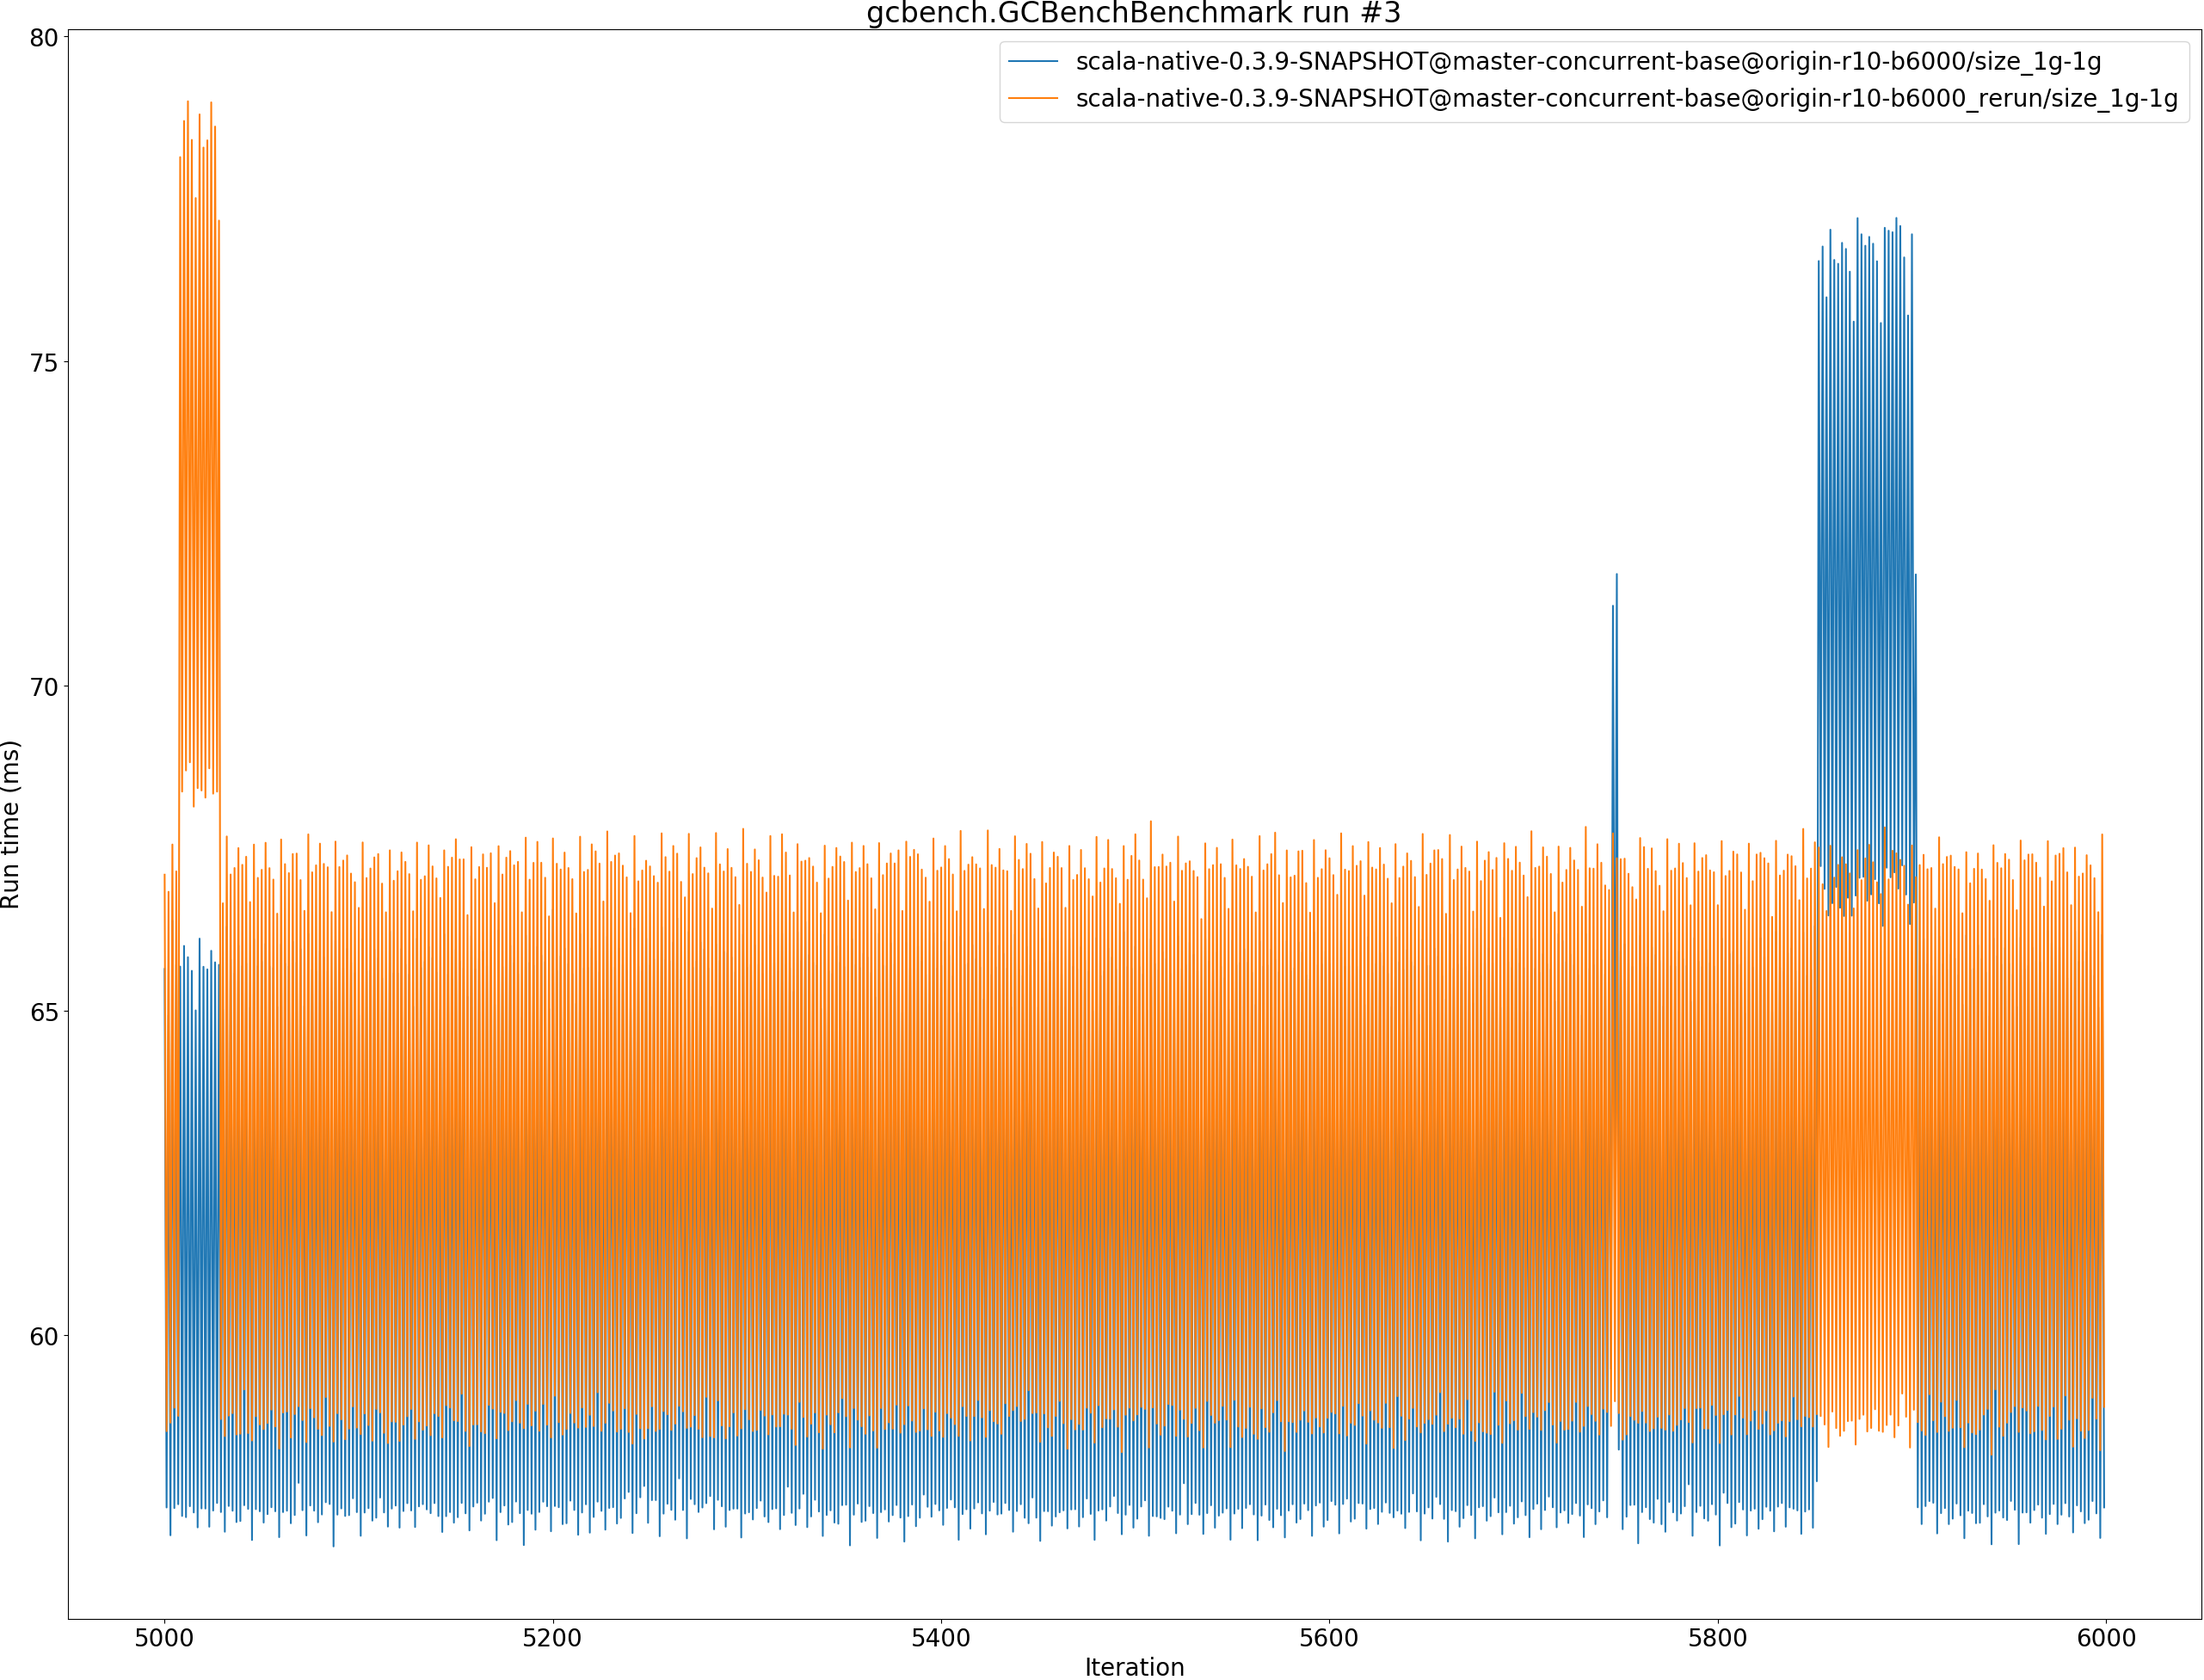 gcbench.GCBenchBenchmark run #3
scala-native-0.3.9-SNAPSHOT@master-concurrent-base@origin-r10-b6000/size_1g-1g
scala-native-0.3.9-SNAPSHOT@master-concurrent-base@origin-r10-b6000_rerun/size_1g-1g
80
75
70
65
60
Run time (ms)
5000 5200 5400 5600 5800 6000
Iteration